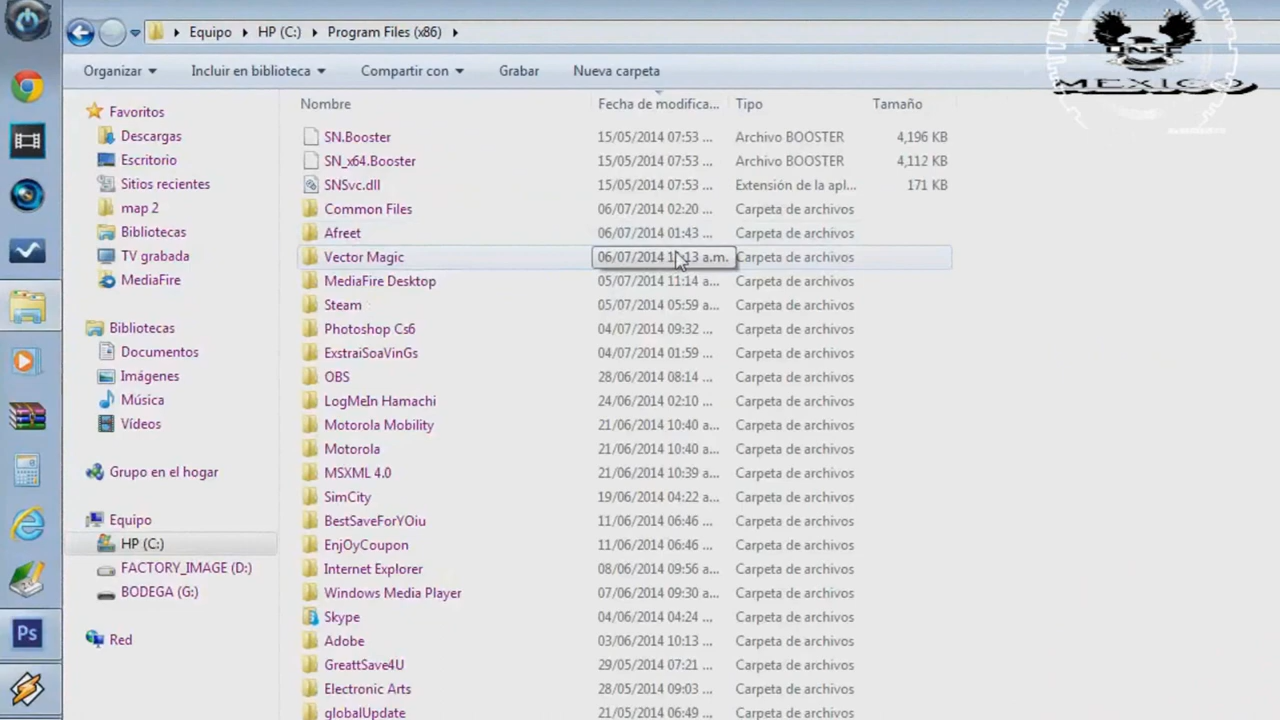 Equipo HP (C:) Program Files (x86)
Organizar Incluir en biblioteca Compartir con Grabar Nueva carpeta
MEXICO
Favoritos
Descargas
Escritorio
Sitios recientes
map 2
Bibliotecas
TV grabada
MediaFire
Bibliotecas
Documentos
Imágenes
Música
Vídeos
Grupo en el hogar
Equipo
HP (C:)
FACTORY_IMAGE (D:)
BODEGA (G:)
Red
Ps
Nombre Fecha de modifica... Tipo Tamaño
SN.Booster 15/05/2014 07:53 ... Archivo BOOSTER 4,196 KB
SN_x64.Booster 15/05/2014 07:53 ... Archivo BOOSTER 4,112 KB
SNSvc.dll 15/05/2014 07:53 ... Extensión de la apl... 171 KB
Common Files 06/07/2014 02:20 ... Carpeta de archivos
Afreet 06/07/2014 01:43 ... Carpeta de archivos
Vector Magic 06/07/2014 a.m. Carpeta de archivos
MediaFire Desktop 05/07/2014 11:14 a... Carpeta de archivos
Steam 05/07/2014 05:59 a... Carpeta de archivos
Photoshop Cs6 04/07/2014 09:32 ... Carpeta de archivos
ExstraiSoaVinGs 04/07/2014 01:59 ... Carpeta de archivos
OBS 28/06/2014 08:14 ... Carpeta de archivos
LogMeIn Hamachi 24/06/2014 02:10 ... Carpeta de archivos
Motorola Mobility 21/06/2014 10:40 a... Carpeta de archivos
Motorola 21/06/2014 10:40 a... Carpeta de archivos
MSXML 4.0 21/06/2014 10:39 a... Carpeta de archivos
SimCity 19/06/2014 04:22 a... Carpeta de archivos
BestSaveForYOiu 11/06/2014 06:46 ... Carpeta de archivos
EnjOyCoupon 11/06/2014 06:46 ... Carpeta de archivos
Internet Explorer 08/06/2014 09:56 a... Carpeta de archivos
Windows Media Player 07/06/2014 09:30 a... Carpeta de archivos
Skype 04/06/2014 04:24 ... Carpeta de archivos
Adobe 03/06/2014 10:13 ... Carpeta de archivos
GreattSave4U 29/05/2014 07:21 ... Carpeta de archivos
Electronic Arts 28/05/2014 09:03 ... Carpeta de archivos
globalUpdate 21/05/2014 06:49 ... Carpeta de archivos